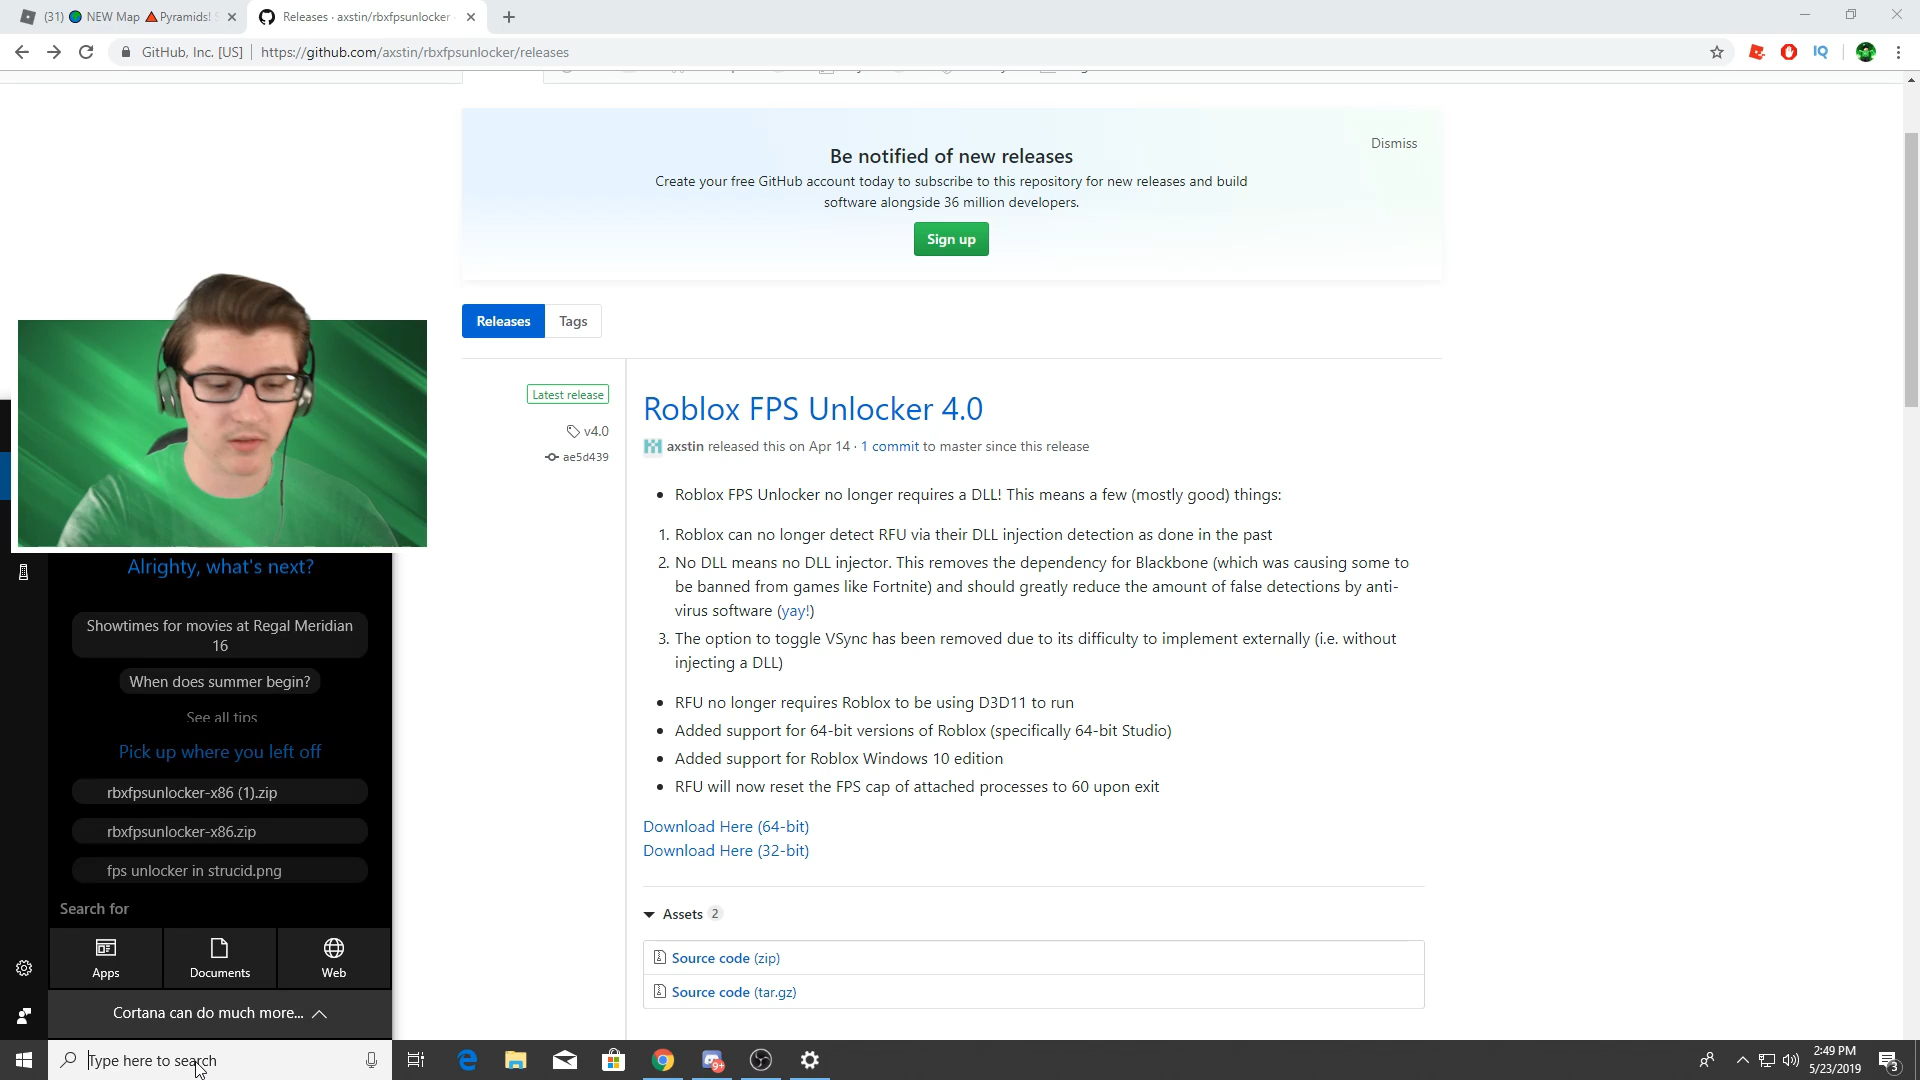 (31) NEW Map Pyramids!
Releases · axstin/rbxfpsunlocker
GitHub, Inc. [US]
https://github.com/axstin/rbxfpsunlocker/releases
IQ
Be notified of new releases
Dismiss
Create your free GitHub account today to subscribe to this repository for new releases and build
software alongside 36 million developers.
Sign up
Releases
Tags
Latest release
v4.0
ae5d439
Roblox FPS Unlocker 4.0
axstin released this on Apr 14 · 1 commit to master since this release
• Roblox FPS Unlocker no longer requires a DLL! This means a few (mostly good) things:
1. Roblox can no longer detect RFU via their DLL injection detection as done in the past
2. No DLL means no DLL injector. This removes the dependency for Blackbone (which was causing some to
be banned from games like Fortnite) and should greatly reduce the amount of false detections by anti-
virus software (yay!)
3. The option to toggle VSync has been removed due to its difficulty to implement externally (i.e. without
injecting a DLL)
• RFU no longer requires Roblox to be using D3D11 to run
• Added support for 64-bit versions of Roblox (specifically 64-bit Studio)
• Added support for Roblox Windows 10 edition
• RFU will now reset the FPS cap of attached processes to 60 upon exit
Download Here (64-bit)
Download Here (32-bit)
Assets 2
Source code (zip)
Source code (tar.gz)
Alrighty, what's next?
Showtimes for movies at Regal Meridian
16
When does summer begin?
See all tips
Pick up where you left off
rbxfpsunlocker-x86 (1).zip
rbxfpsunlocker-x86.zip
fps unlocker in strucid.png
Search for
Apps
Documents
Web
Cortana can do much more...
Type here to search
9+
2:49 PM
5/23/2019
3